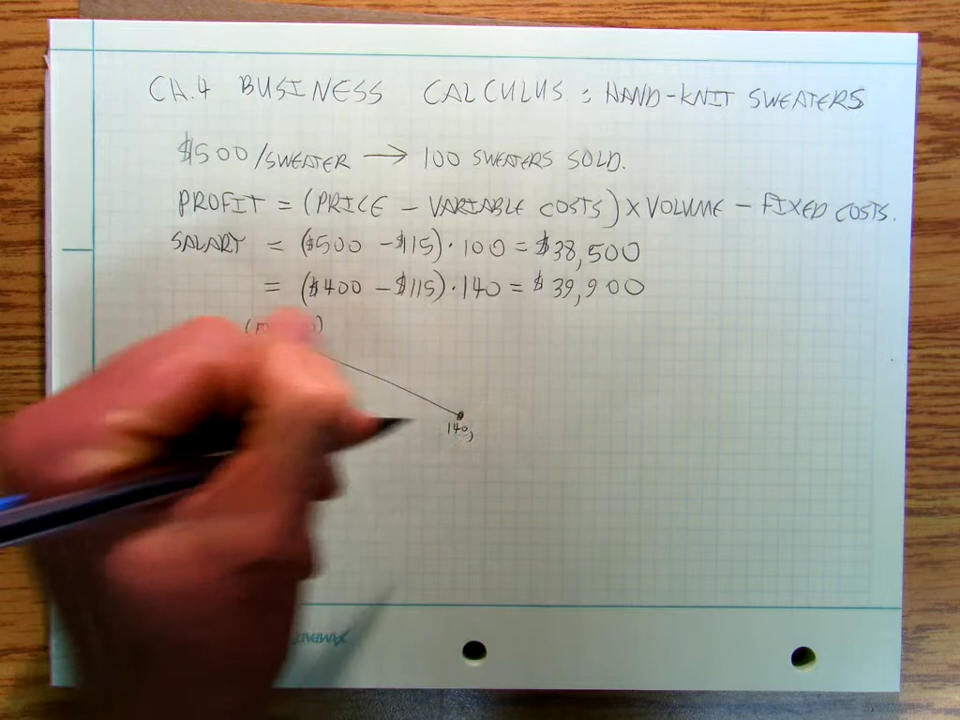 CH.4 BUSINESS CALCULUS : HAND-KNIT SWEATERS
$500/SWEATER → 100 SWEATERS SOLD.
PROFIT = (PRICE - VARIABLE COSTS) × VOLUME - FIXED COSTS.
SALARY = ($500 - $115) · 100 = $38,500
= ($400 - $115) · 140 = $39,900
140,